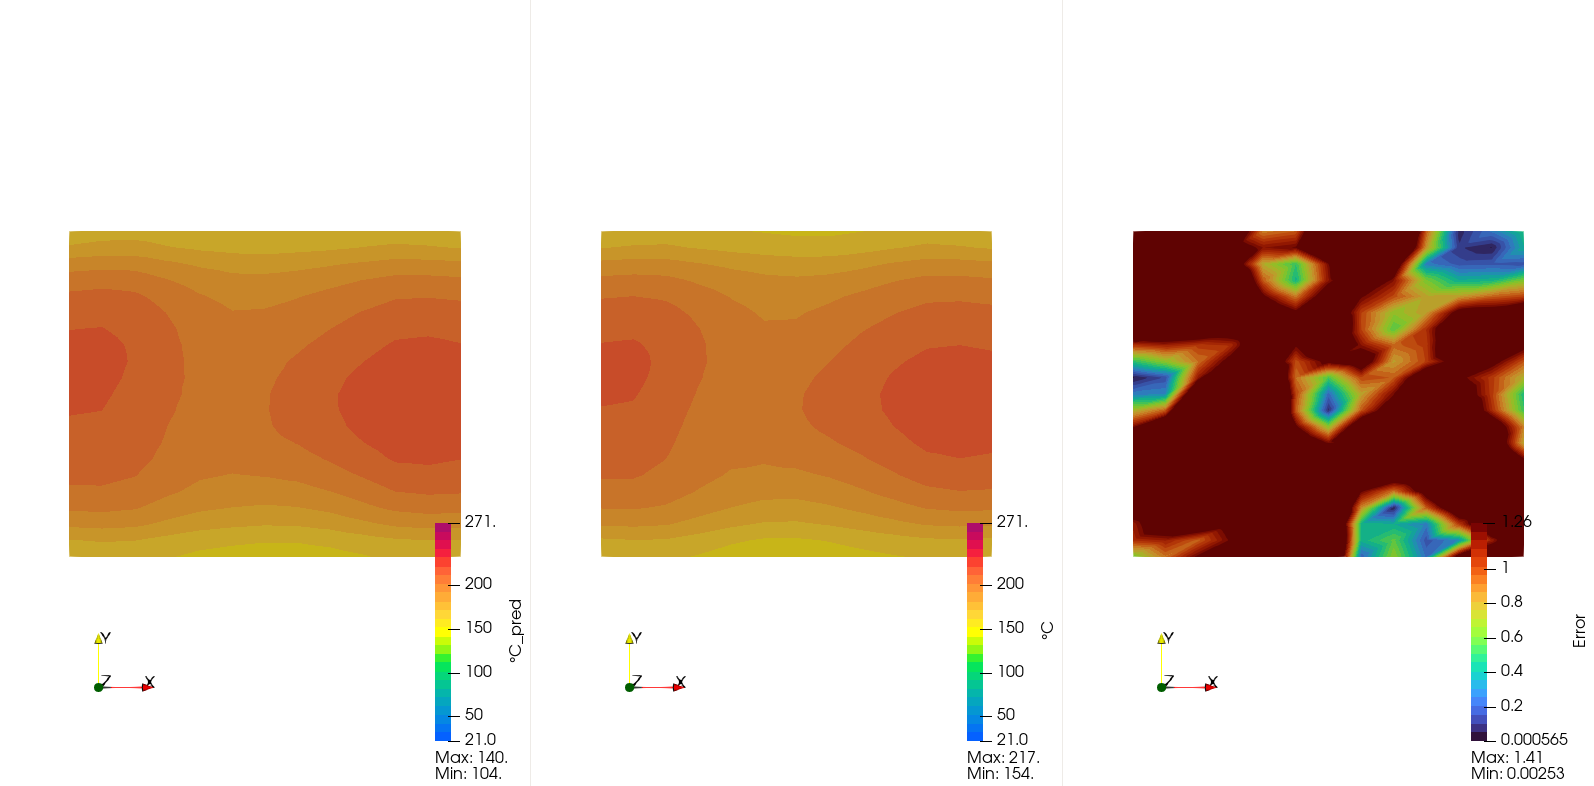 271.
200
150
100
50
21.0
°C_pred
Max: 140.
Min: 104.
Y
Z
X
271.
200
150
100
50
21.0
°C
Max: 217.
Min: 154.
Y
Z
X
1.26
1
0.8
0.6
0.4
0.2
0.000565
Error
Max: 1.41
Min: 0.00253
Y
Z
X